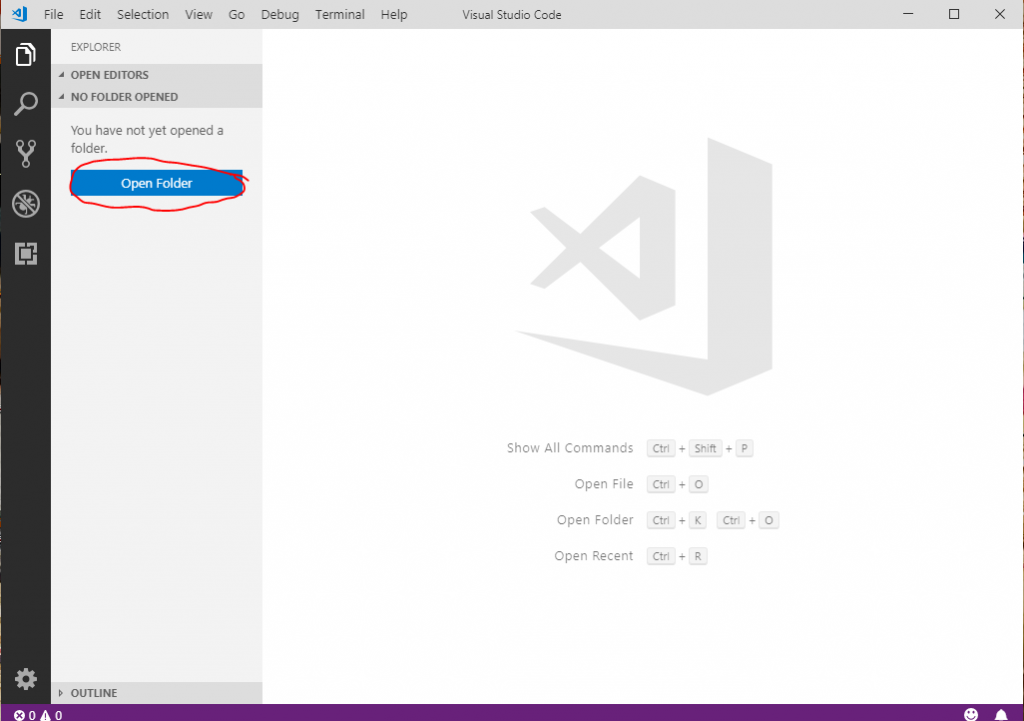 File Edit Selection View Go Debug Terminal Help Visual Studio Code
EXPLORER
OPEN EDITORS
NO FOLDER OPENED
You have not yet opened a
folder.
Open Folder
Show All Commands Ctrl + Shift + P
Open File Ctrl + O
Open Folder Ctrl + K Ctrl + O
Open Recent Ctrl + R
OUTLINE
0 0